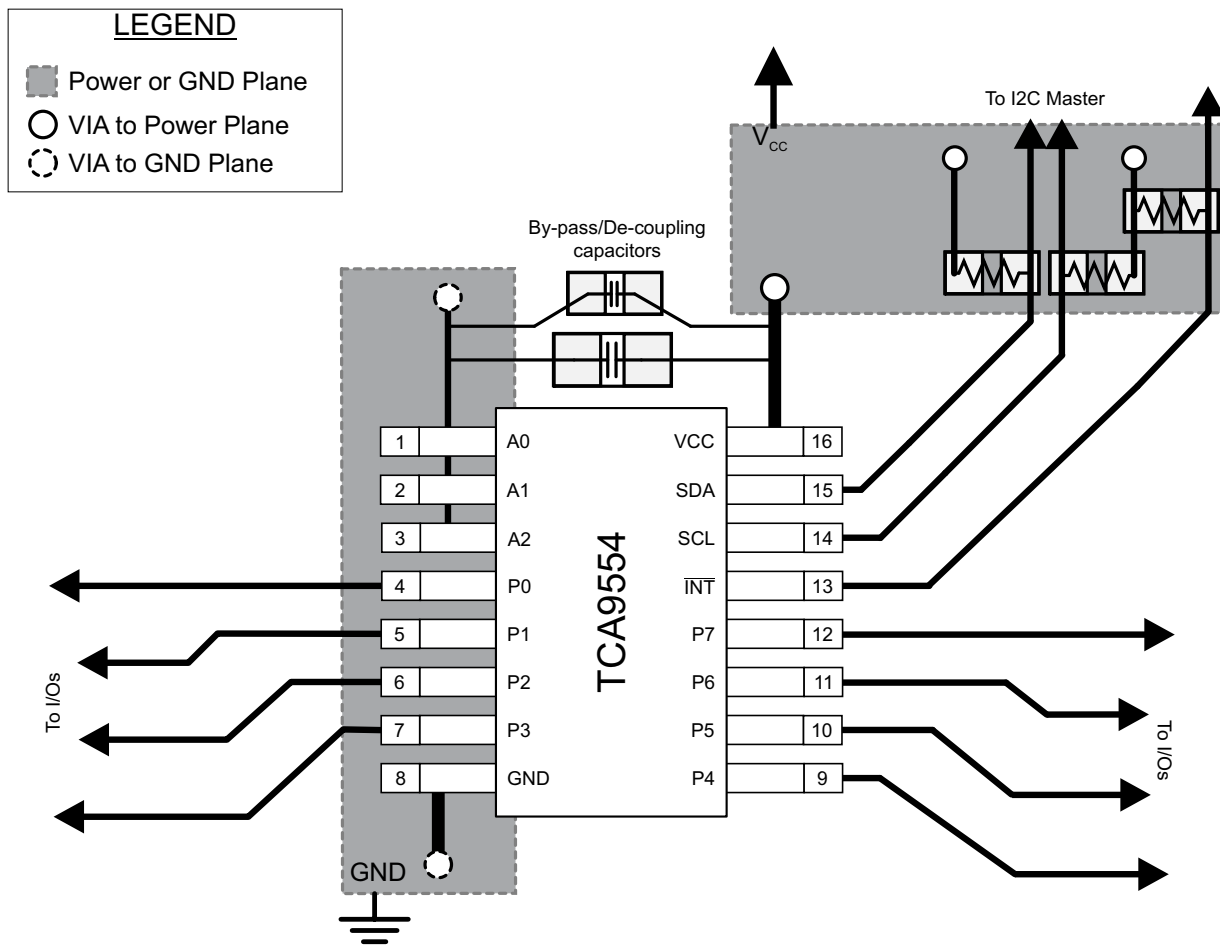 LEGEND
Power or GND Plane
VIA to Power Plane
VIA to GND Plane
To I2C Master
VCC
By-pass/De-coupling
capacitors
1 A0 VCC 16
2 A1 SDA 15
3 A2 SCL 14
4 P0 INT 13
5 P1 P7 12
6 P2 P6 11
7 P3 P5 10
8 GND P4 9
TCA9554
To I/Os
To I/Os
GND